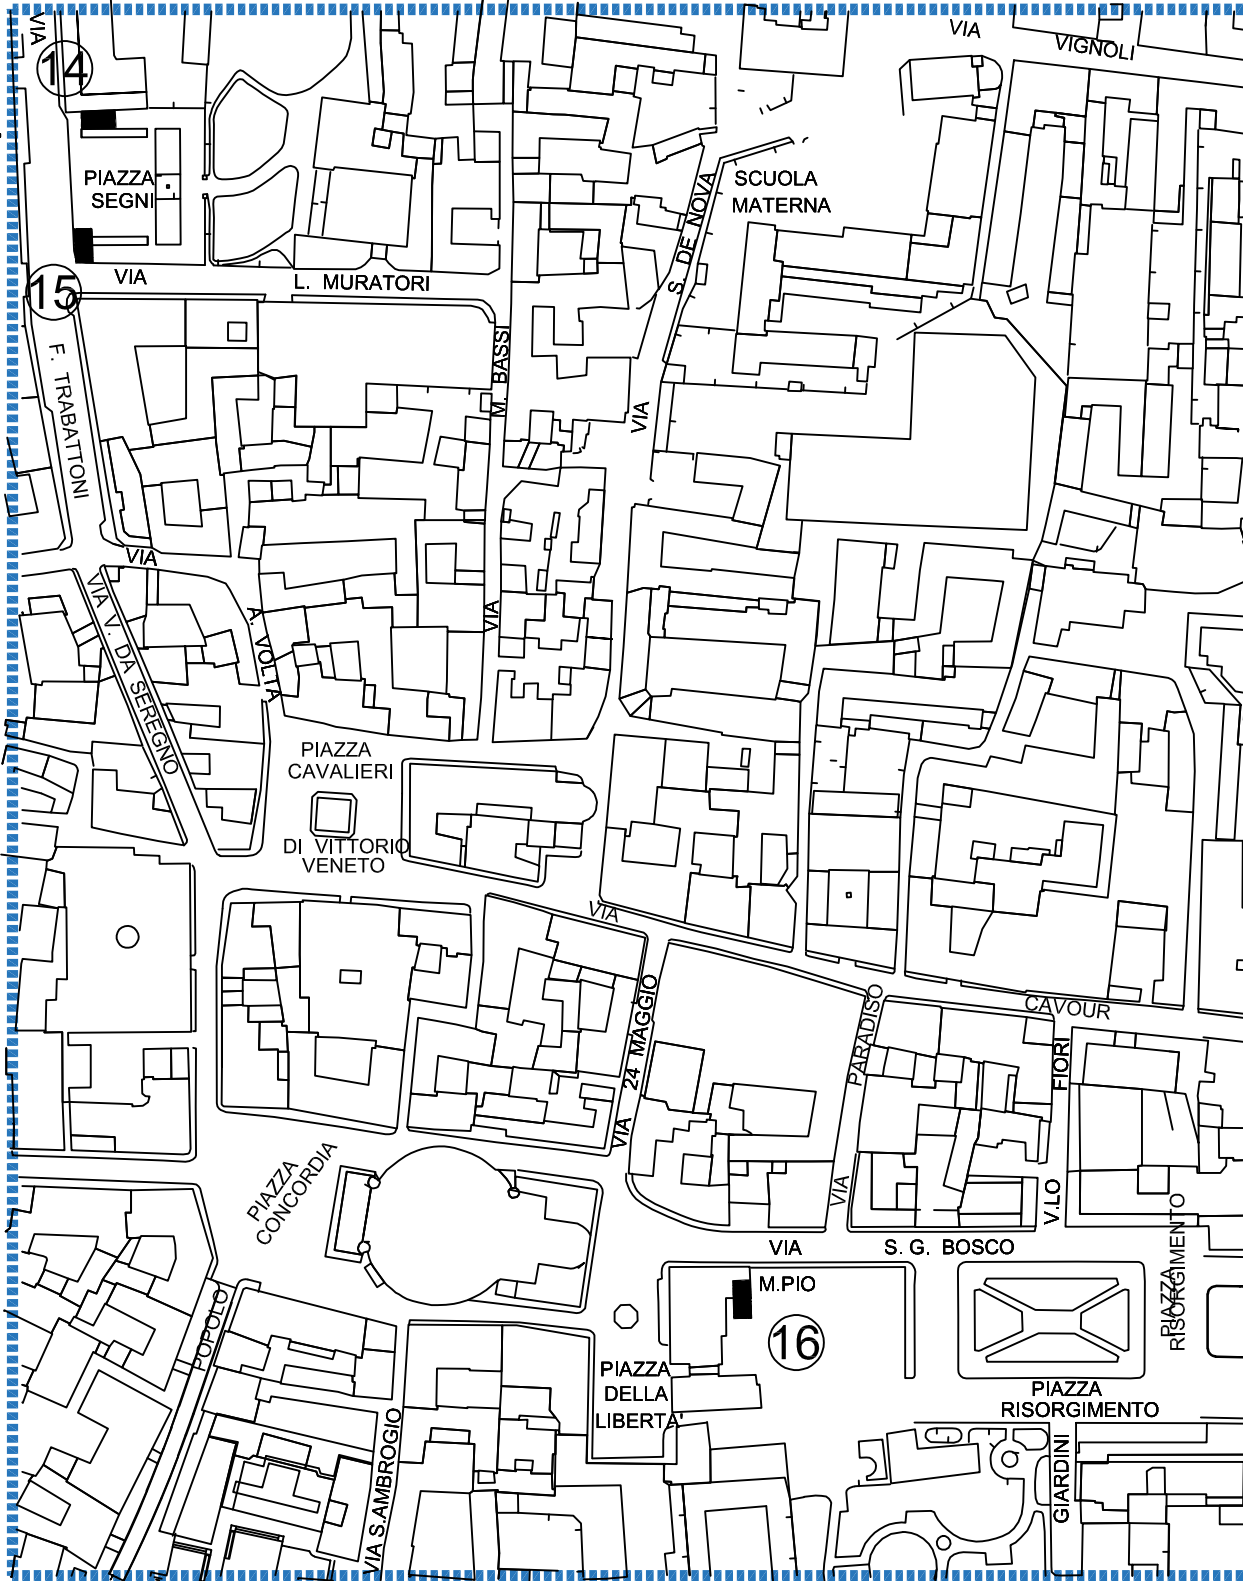 VIA
VIA
VIGNOLI
14
PIAZZA
SEGNI
SCUOLA
MATERNA
S. DE NOVA
VIA
VIA
L. MURATORI
15
F. TRABATTONI
M. BASSI
VIA
VIA
A. VOLTA
VIA V. DA SEREGNO
PIAZZA
CAVALIERI
DI VITTORIO
VENETO
VIA
CAVOUR
VIA 24 MAGGIO
PARADISO
VIA
FIORI
V.LO
PIAZZA
CONCORDIA
VIA
S. G. BOSCO
M.PIO
16
PIAZZA
RISORGIMENTO
POPOLO
PIAZZA
DELLA
LIBERTA'
PIAZZA
RISORGIMENTO
VIA S.AMBROGIO
GIARDINI